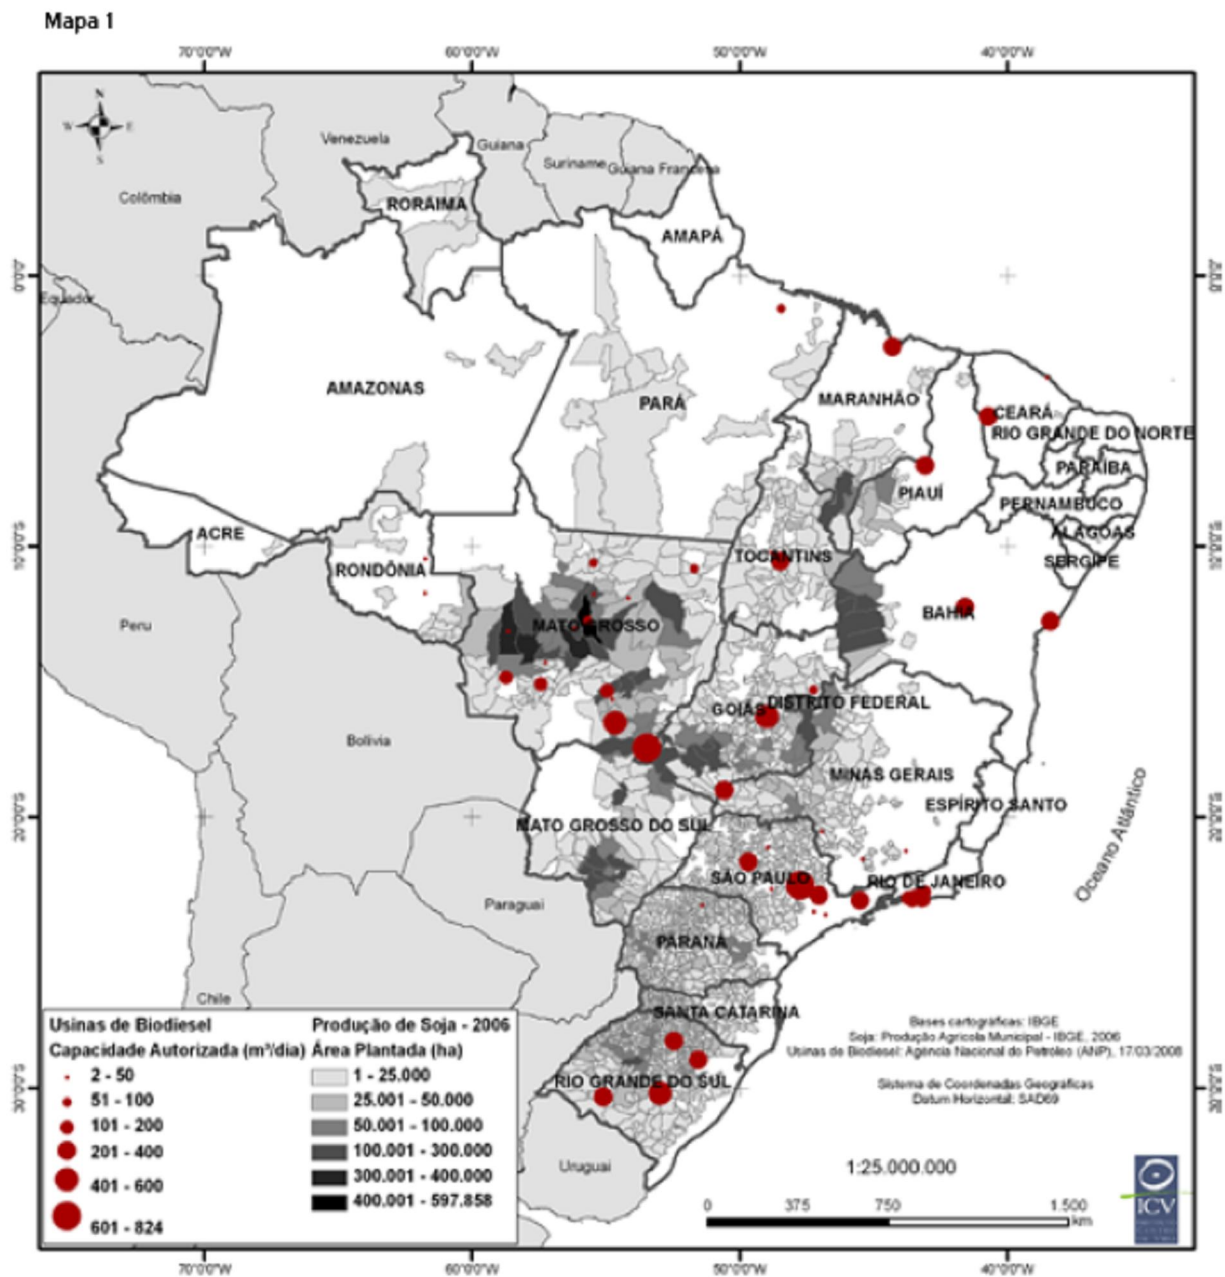 Mapa 1
70°0'0"W 60°0'0"W 50°0'0"W 40°0'0"W
N
W E
S
Venezuela
Guiana
Suriname
Guiana Francesa
Colômbia
RORAIMA
AMAPÁ
0°0'0"
Equador
AMAZONAS
PARÁ
MARANHÃO
CEARÁ
RIO GRANDE DO NORTE
PARAÍBA
PIAUÍ
PERNAMBUCO
ACRE
ALAGOAS
10°0'0"S
TOCANTINS
SERGIPE
RONDÔNIA
BAHIA
Peru
MATO GROSSO
GOIÁS
DISTRITO FEDERAL
Bolívia
MINAS GERAIS
ESPÍRITO SANTO
20°0'0"S
MATO GROSSO DO SUL
Oceano Atlântico
SÃO PAULO
RIO DE JANEIRO
Paraguai
PARANÁ
Chile
SANTA CATARINA
RIO GRANDE DO SUL
30°0'0"S
Uruguai
Usinas de Biodiesel
Capacidade Autorizada (m³/dia)
2 - 50
51 - 100
101 - 200
201 - 400
401 - 600
601 - 824
Produção de Soja - 2006
Área Plantada (ha)
1 - 25.000
25.001 - 50.000
50.001 - 100.000
100.001 - 300.000
300.001 - 400.000
400.001 - 597.858
Bases cartográficas: IBGE
Soja: Produção Agrícola Municipal - IBGE, 2006
Usinas de Biodiesel: Agência Nacional do Petróleo (ANP), 17/03/2008
Sistema de Coordenadas Geográficas
Datum Horizontal: SAD69
1:25.000.000
0 375 750 1.500
km
ICV
70°0'0"W 60°0'0"W 50°0'0"W 40°0'0"W